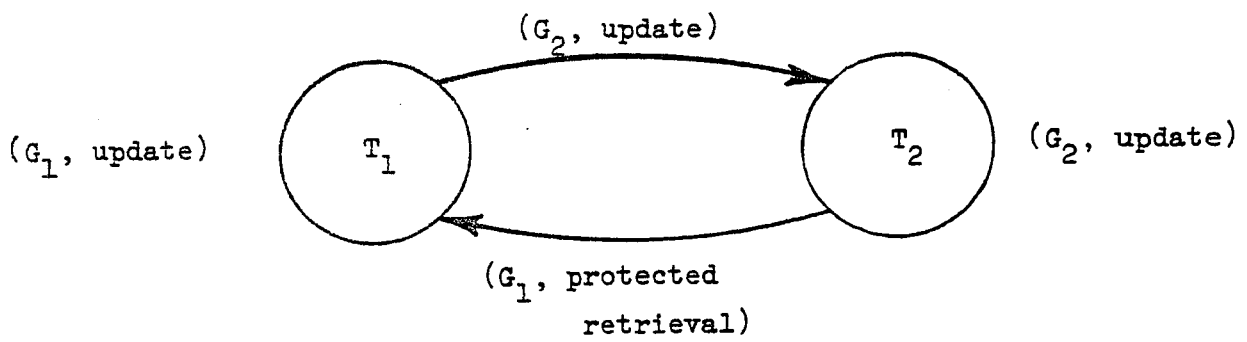 (G₂, update)
(G₁, update)
T₁
T₂
(G₂, update)
(G₁, protected
retrieval)